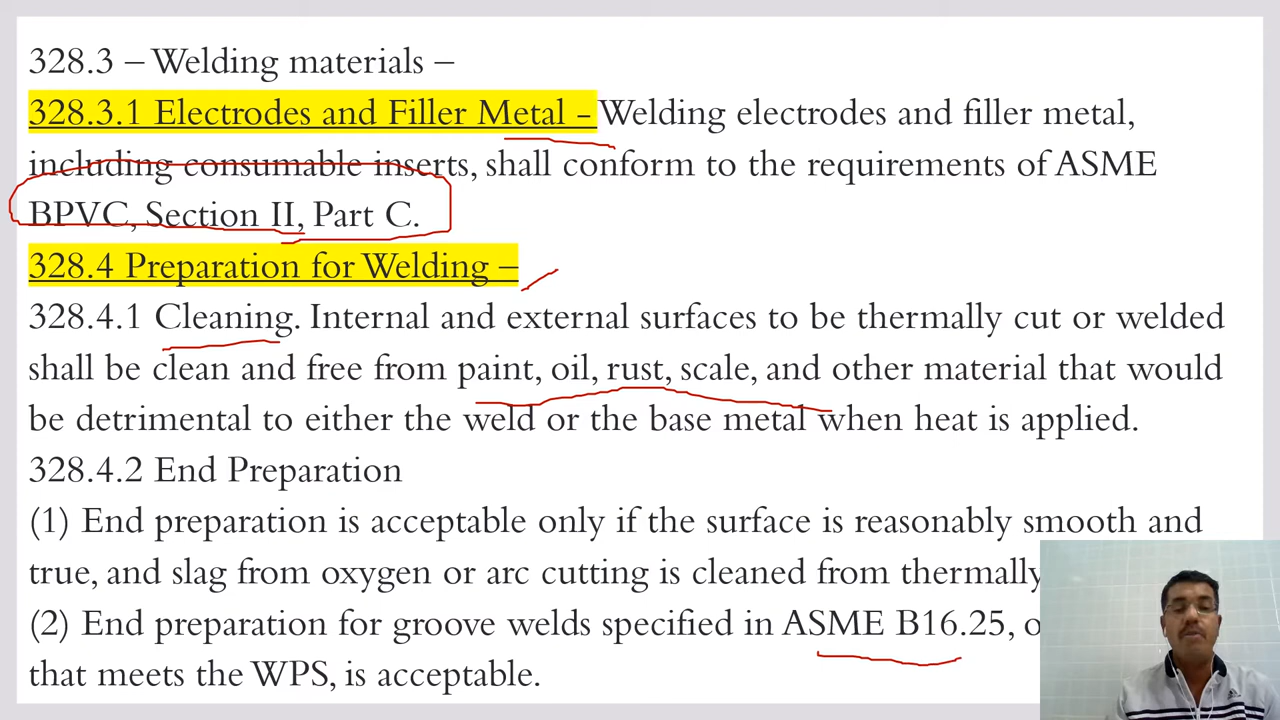 328.3 – Welding materials –
328.3.1 Electrodes and Filler Metal - Welding electrodes and filler metal,
including consumable inserts, shall conform to the requirements of ASME
BPVC, Section II, Part C.
328.4 Preparation for Welding –
328.4.1 Cleaning. Internal and external surfaces to be thermally cut or welded
shall be clean and free from paint, oil, rust, scale, and other material that would
be detrimental to either the weld or the base metal when heat is applied.
328.4.2 End Preparation
(1) End preparation is acceptable only if the surface is reasonably smooth and
true, and slag from oxygen or arc cutting is cleaned from thermally
(2) End preparation for groove welds specified in ASME B16.25,
that meets the WPS, is acceptable.